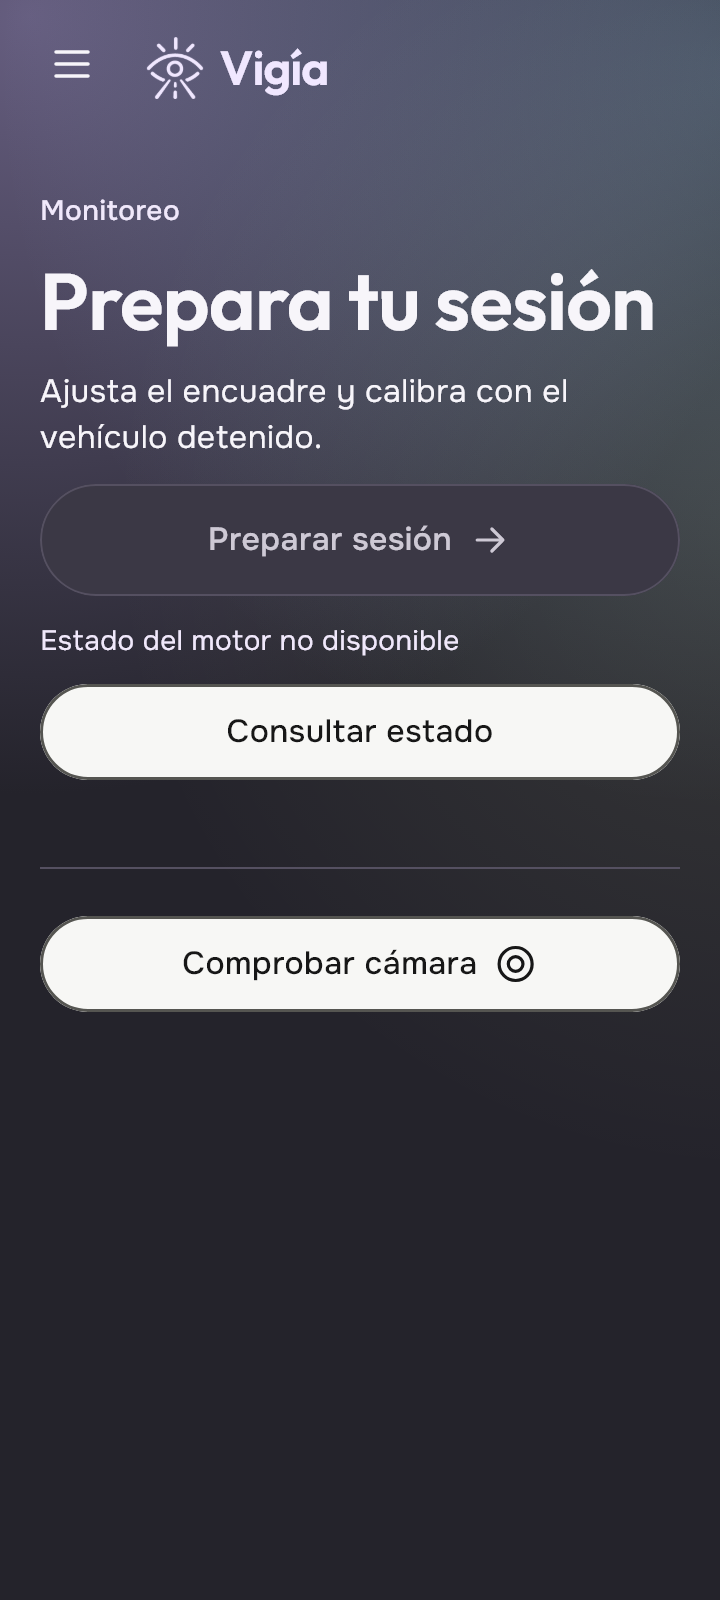 Vigía
Monitoreo
Prepara tu sesión
Ajusta el encuadre y calibra con el
vehículo detenido.
Preparar sesión
Estado del motor no disponible
Consultar estado
Comprobar cámara